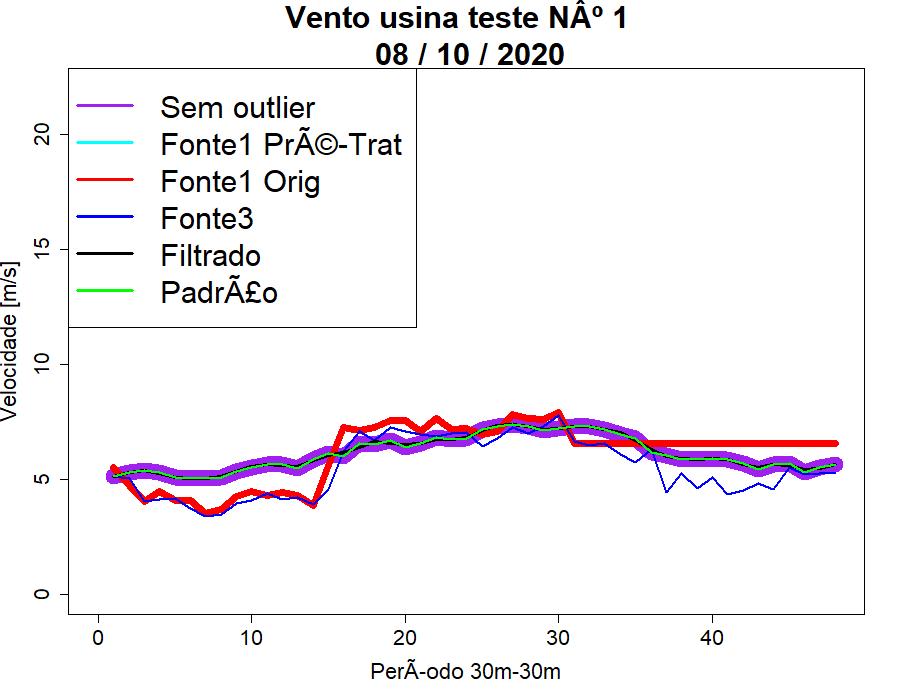 Vento usina teste NÂº 1
08 / 10 / 2020
Sem outlier
Fonte1 PrÃ©-Trat
Fonte1 Orig
Fonte3
Filtrado
PadrÃ£o
Velocidade [m/s]
20
15
10
5
0
0 10 20 30 40
PerÃ-odo 30m-30m